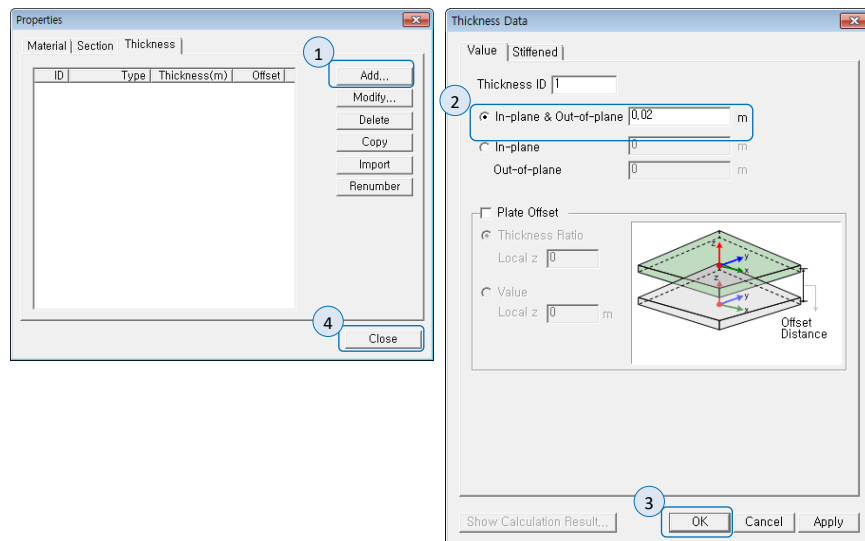 Properties
Material Section Thickness
1
ID Type Thickness(m) Offset
Add...
Modify...
Delete
Copy
Import
Renumber
4
Close
Thickness Data
Value Stiffened
Thickness ID 1
2
In-plane & Out-of-plane 0.02 m
In-plane 0 m
Out-of-plane 0 m
Plate Offset
Thickness Ratio
Local z 0
Value
Local z 0 m
z
y
x
z
y
x
Offset
Distance
3
Show Calculation Result... OK Cancel Apply